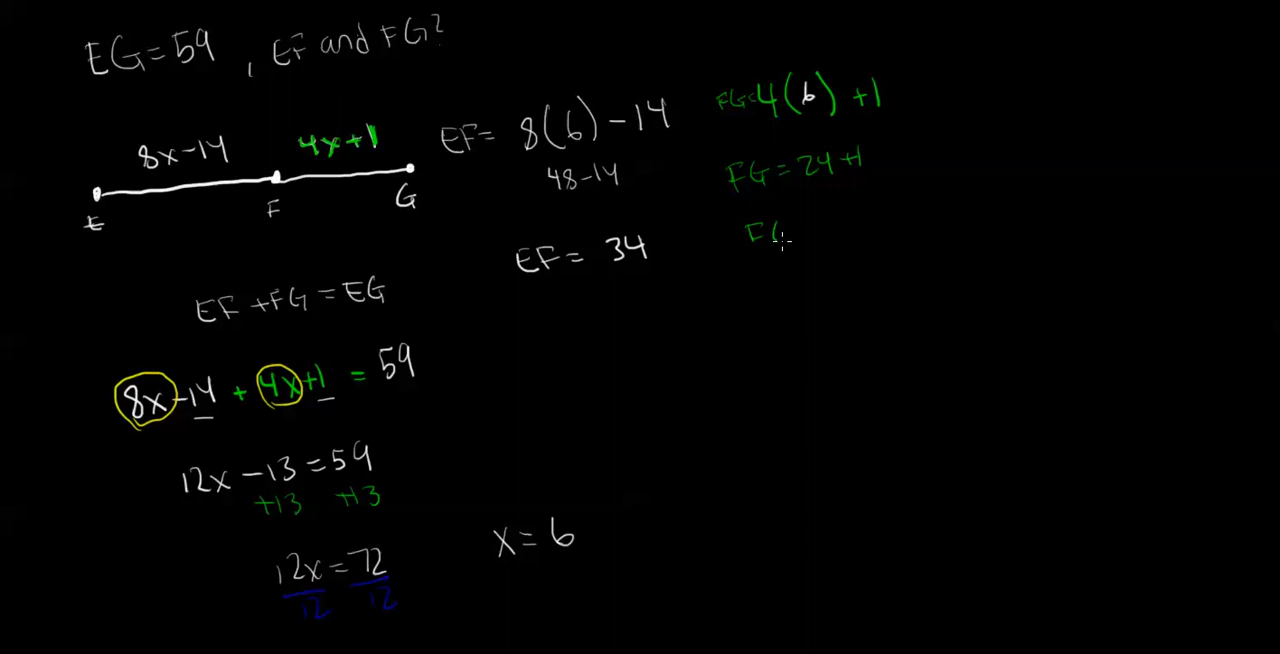 EG = 59 , EF and FG?
8x - 14 4x + 1
E F G
EF + FG = EG
8x - 14 + 4x + 1 = 59
12x - 13 = 59
+13 +13
12x = 72
12 12
x = 6
EF = 8(6) - 14
48 - 14
EF = 34
FG = 4(6) + 1
FG = 24 + 1
FG